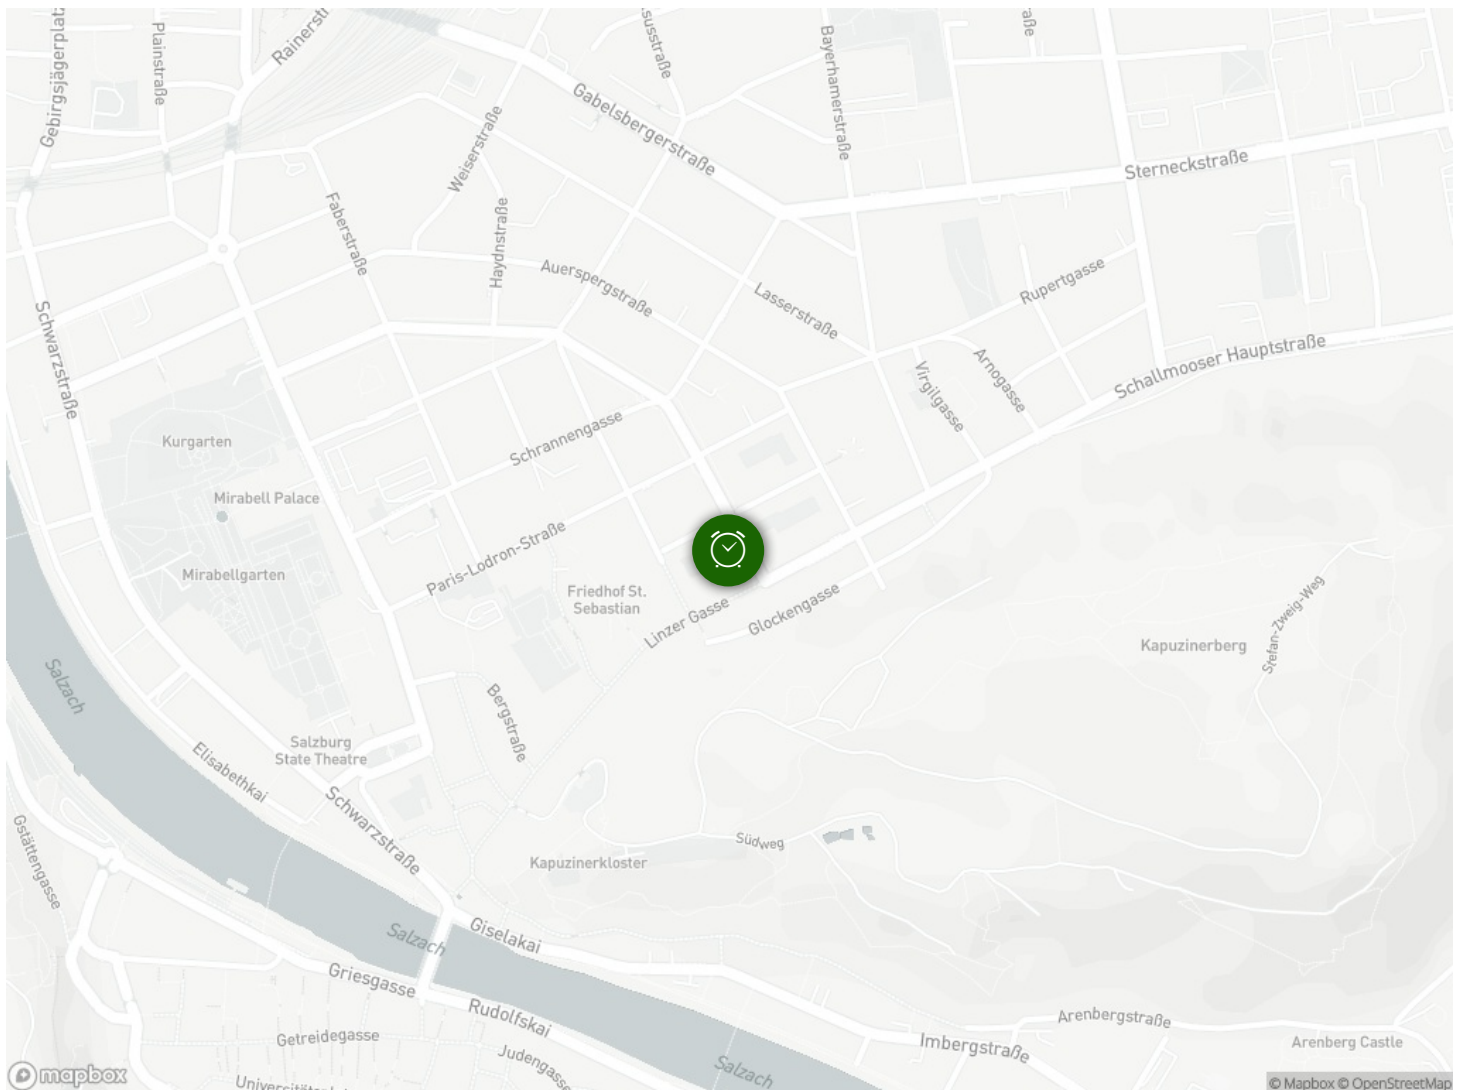 Gebirgsjägerplatz
Plainstraße
Rainerstr
Weiserstraße
Gabelsbergerstraße
Bayerhamerstraße
Sterneckstraße
Faberstraße
Haydnstraße
Auerspergstraße
Lasserstraße
Rupertgasse
Schwarzstraße
Virgilgasse
Arnogasse
Schallmooser Hauptstraße
Kurgarten
Schrannengasse
Mirabell Palace
Mirabellgarten
Paris-Lodron-Straße
Friedhof St.
Sebastian
Linzer Gasse
Glockengasse
Stefan-Zweig-Weg
Kapuzinerberg
Salzach
Bergstraße
Salzburg
State Theatre
Elisabethkai
Schwarzstraße
Gstättengasse
Südweg
Kapuzinerkloster
Salzach
Giselakai
Griesgasse
Rudolfskai
Getreidegasse
Judengasse
Imbergstraße
Arenbergstraße
Arenberg Castle
Salzach
mapbox
© Mapbox © OpenStreetMap